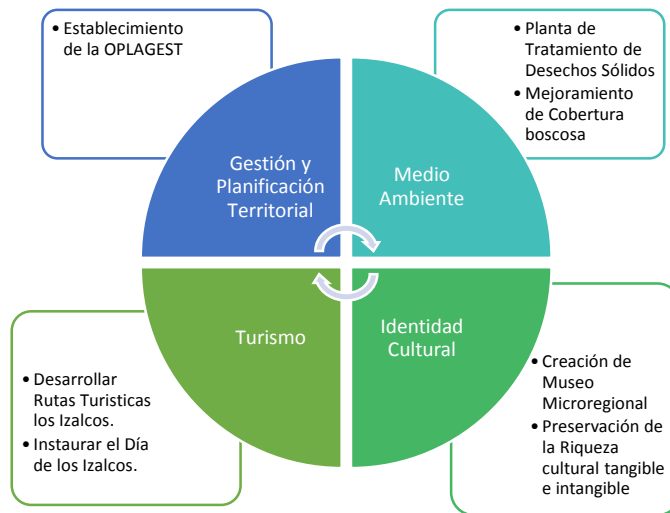 • Establecimiento
de la OPLAGEST
• Planta de
Tratamiento de
Desechos Sólidos
• Mejoramiento
de Cobertura
boscosa
Gestión y
Planificación
Territorial
Medio
Ambiente
Turismo
Identidad
Cultural
• Desarrollar
Rutas Turisticas
los Izalcos.
• Instaurar el Día
de los Izalcos.
• Creación de
Museo
Microregional
• Preservación de
la Riqueza
cultural tangible
e intangible